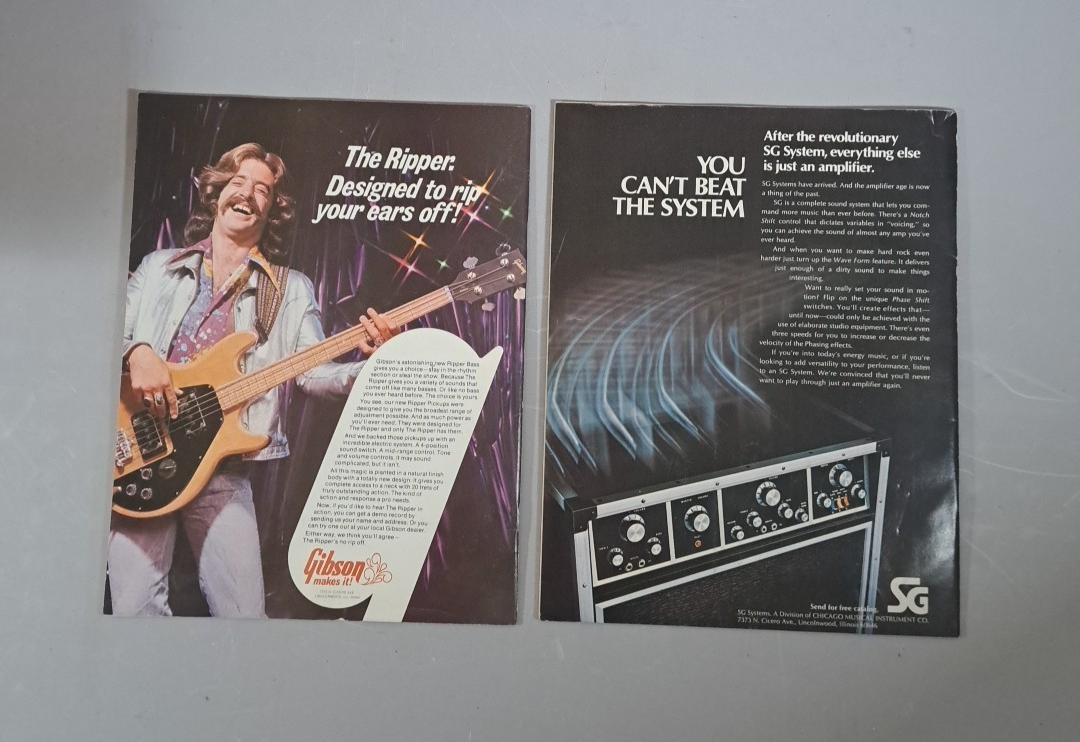 The Ripper:
Designed to rip
your ears off!
Gibson's astonishing new Ripper Bass
gives you a choice—stay in the rhythm
section or steal the show. Because The
Ripper gives you a variety of sounds that
come off like many basses. Or like no bass
you ever heard before. The choice is yours.
You see, our new Ripper Pickups were
designed to give you the broadest range of
adjustment possible. And as much power as
you'll ever need. They were designed for
The Ripper and only The Ripper has them.
And we backed those pickups up with an
incredible electric system. A 4-position
sound switch. A mid-range control. Tone
and volume controls. It may sound
complicated, but it isn't.
All this magic is planted in a natural finish
body with a totally new design. It gives you
complete access to a neck with 20 frets of
truly outstanding action. The kind of
action and response a pro needs.
Now, if you'd like to hear The Ripper in
action, you can get a demo record by
sending us your name and address. Or you
can try one out at your local Gibson dealer.
Either way, we think you'll agree—
The Ripper's no rip off.
Gibson
makes it!
YOU
CAN'T BEAT
THE SYSTEM
After the revolutionary
SG System, everything else
is just an amplifier.
SG Systems have arrived. And the amplifier age is now
a thing of the past.
SG is a complete sound system that lets you com-
mand more music than ever before. There's a Notch
Shift control that dictates variables in "voicing," so
you can achieve the sound of almost any amp you've
ever heard.
And when you want to make hard rock even
harder just turn up the Wave Form feature. It delivers
just enough of a dirty sound to make things
interesting.
Want to really set your sound in mo-
tion? Flip on the unique Phase Shift
switches. You'll create effects that—
until now—could only be achieved with the
use of elaborate studio equipment. There's even
three speeds for you to increase or decrease the
velocity of the Phasing effects.
If you're into today's energy music, or if you're
looking to add versatility to your performance, listen
to an SG System. We're convinced that you'll never
want to play through just an amplifier again.
Send for free catalog.
SG
SG Systems, A Division of CHICAGO MUSICAL INSTRUMENT CO.
7373 N. Cicero Ave., Lincolnwood, Illinois 60646